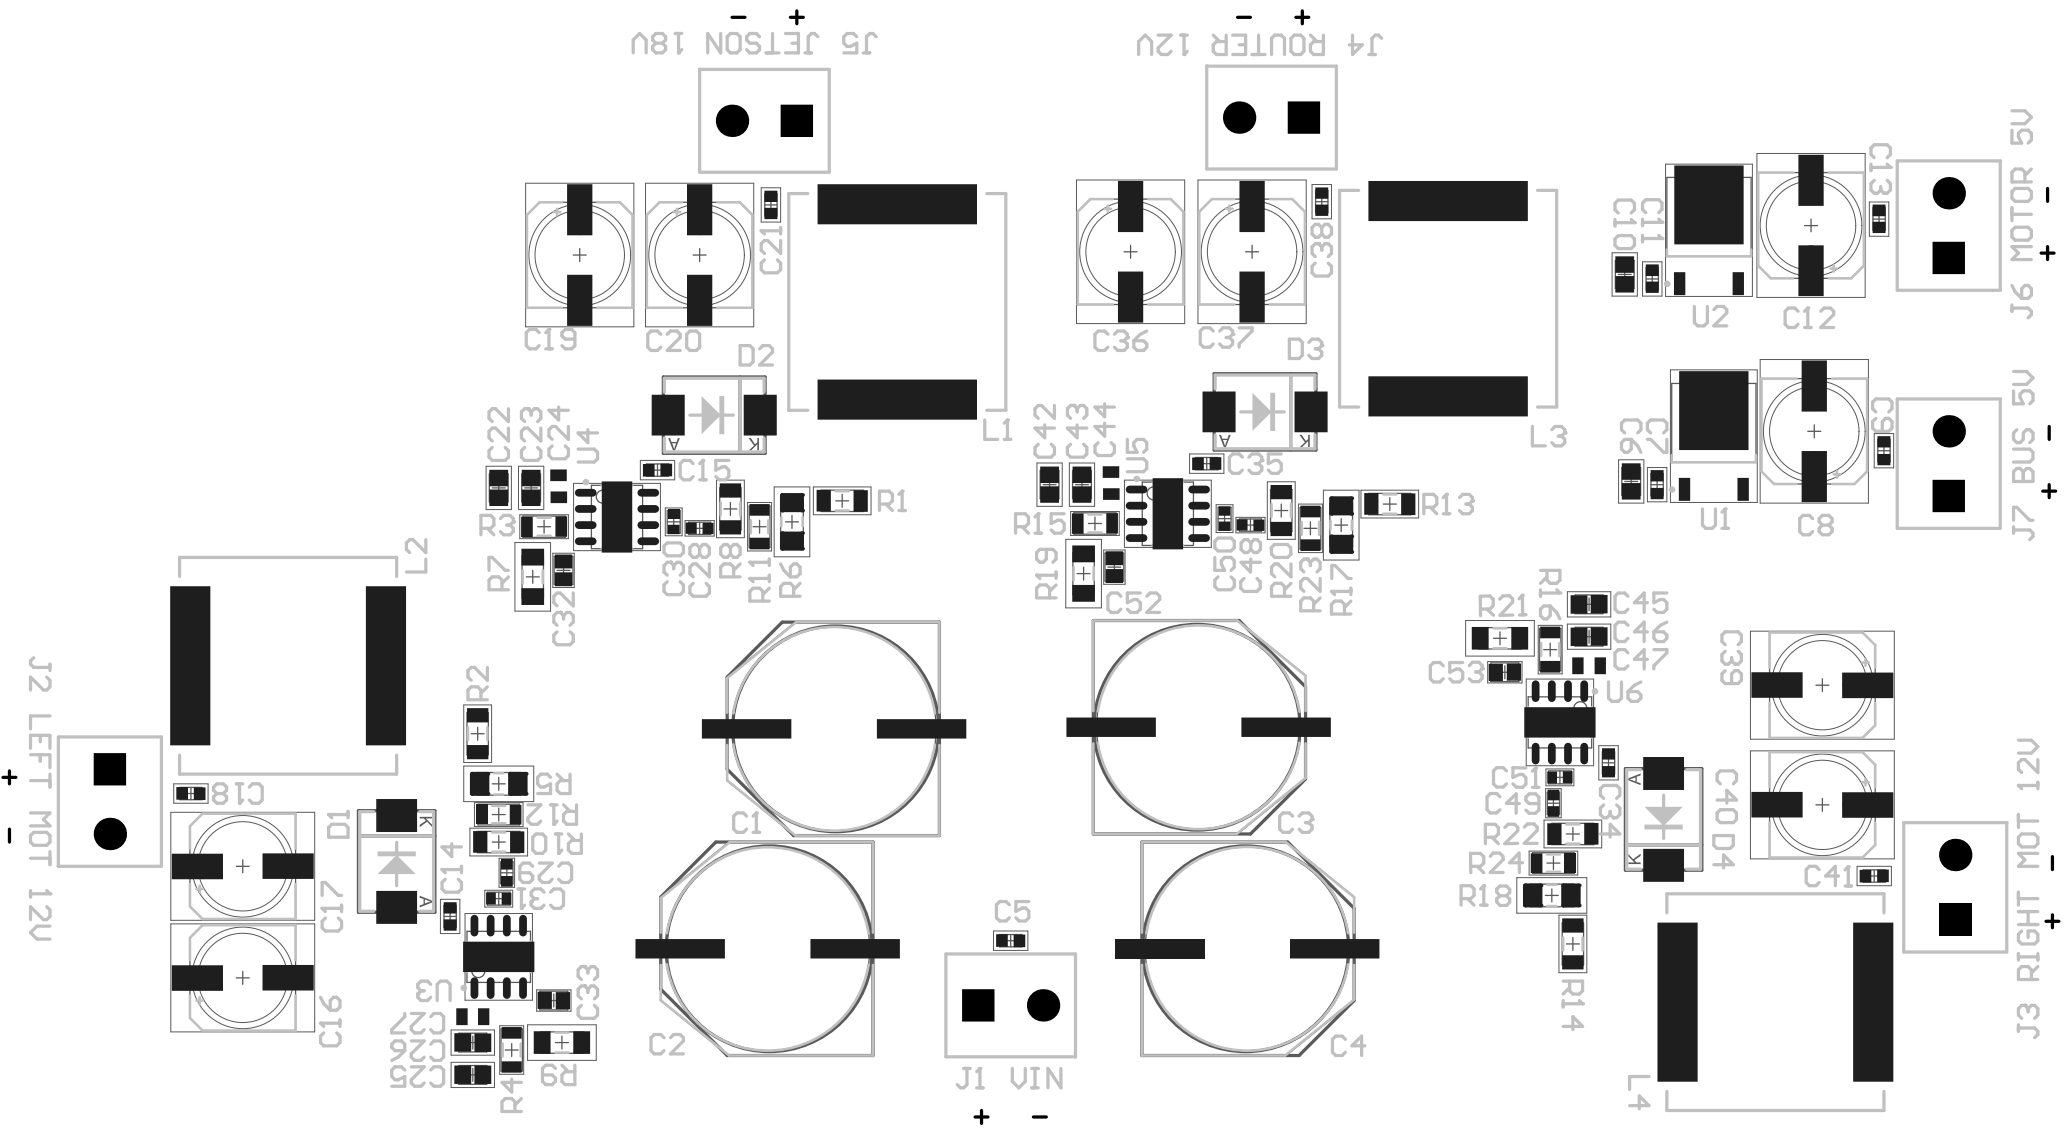 - +
J5 JETSON 18V
- +
J4 ROUTER 12V
J6 MOTOR 5V
-
+
C13
C10
C11
U2
C12
C21
C38
C19
C20
C36
C37
D2
D3
L1
L3
A
K
A
K
J7 BUS 5V
-
+
C6
C7
C9
U1
C8
C22
C23
C24
U4
C15
R1
R3
R7
C32
C30
C28
R8
R11
R6
C42
C43
C44
U5
C35
R13
R15
R19
C52
C50
C48
R20
R23
R17
L2
J2 LEFT MOT 12V
+
-
C18
C17
C16
D1
K
A
C14
R2
R5
R12
R10
C29
C31
U3
C33
C27
C26
C25
R4
R9
C1
C2
C3
C4
C5
J1 VIN
+ -
R21
R16
C45
C46
C47
C53
U6
C39
C51
C49
C34
A
K
R22
R24
R18
R14
C40
D4
C41
L4
J3 RIGHT MOT 12V
-
+